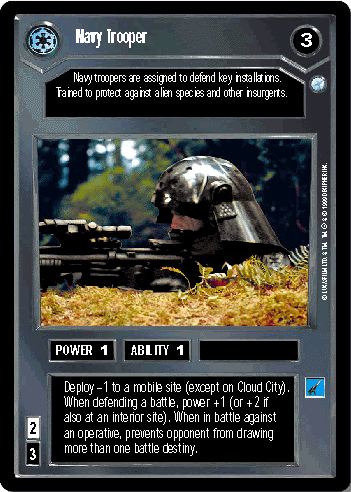 Navy Trooper
3
Navy troopers are assigned to defend key installations.
Trained to protect against alien species and other insurgents.
POWER 1
ABILITY 1
Deploy -1 to a mobile site (except on Cloud City).
When defending a battle, power +1 (or +2 if
also at an interior site). When in battle against
an operative, prevents opponent from drawing
more than one battle destiny.
2
3